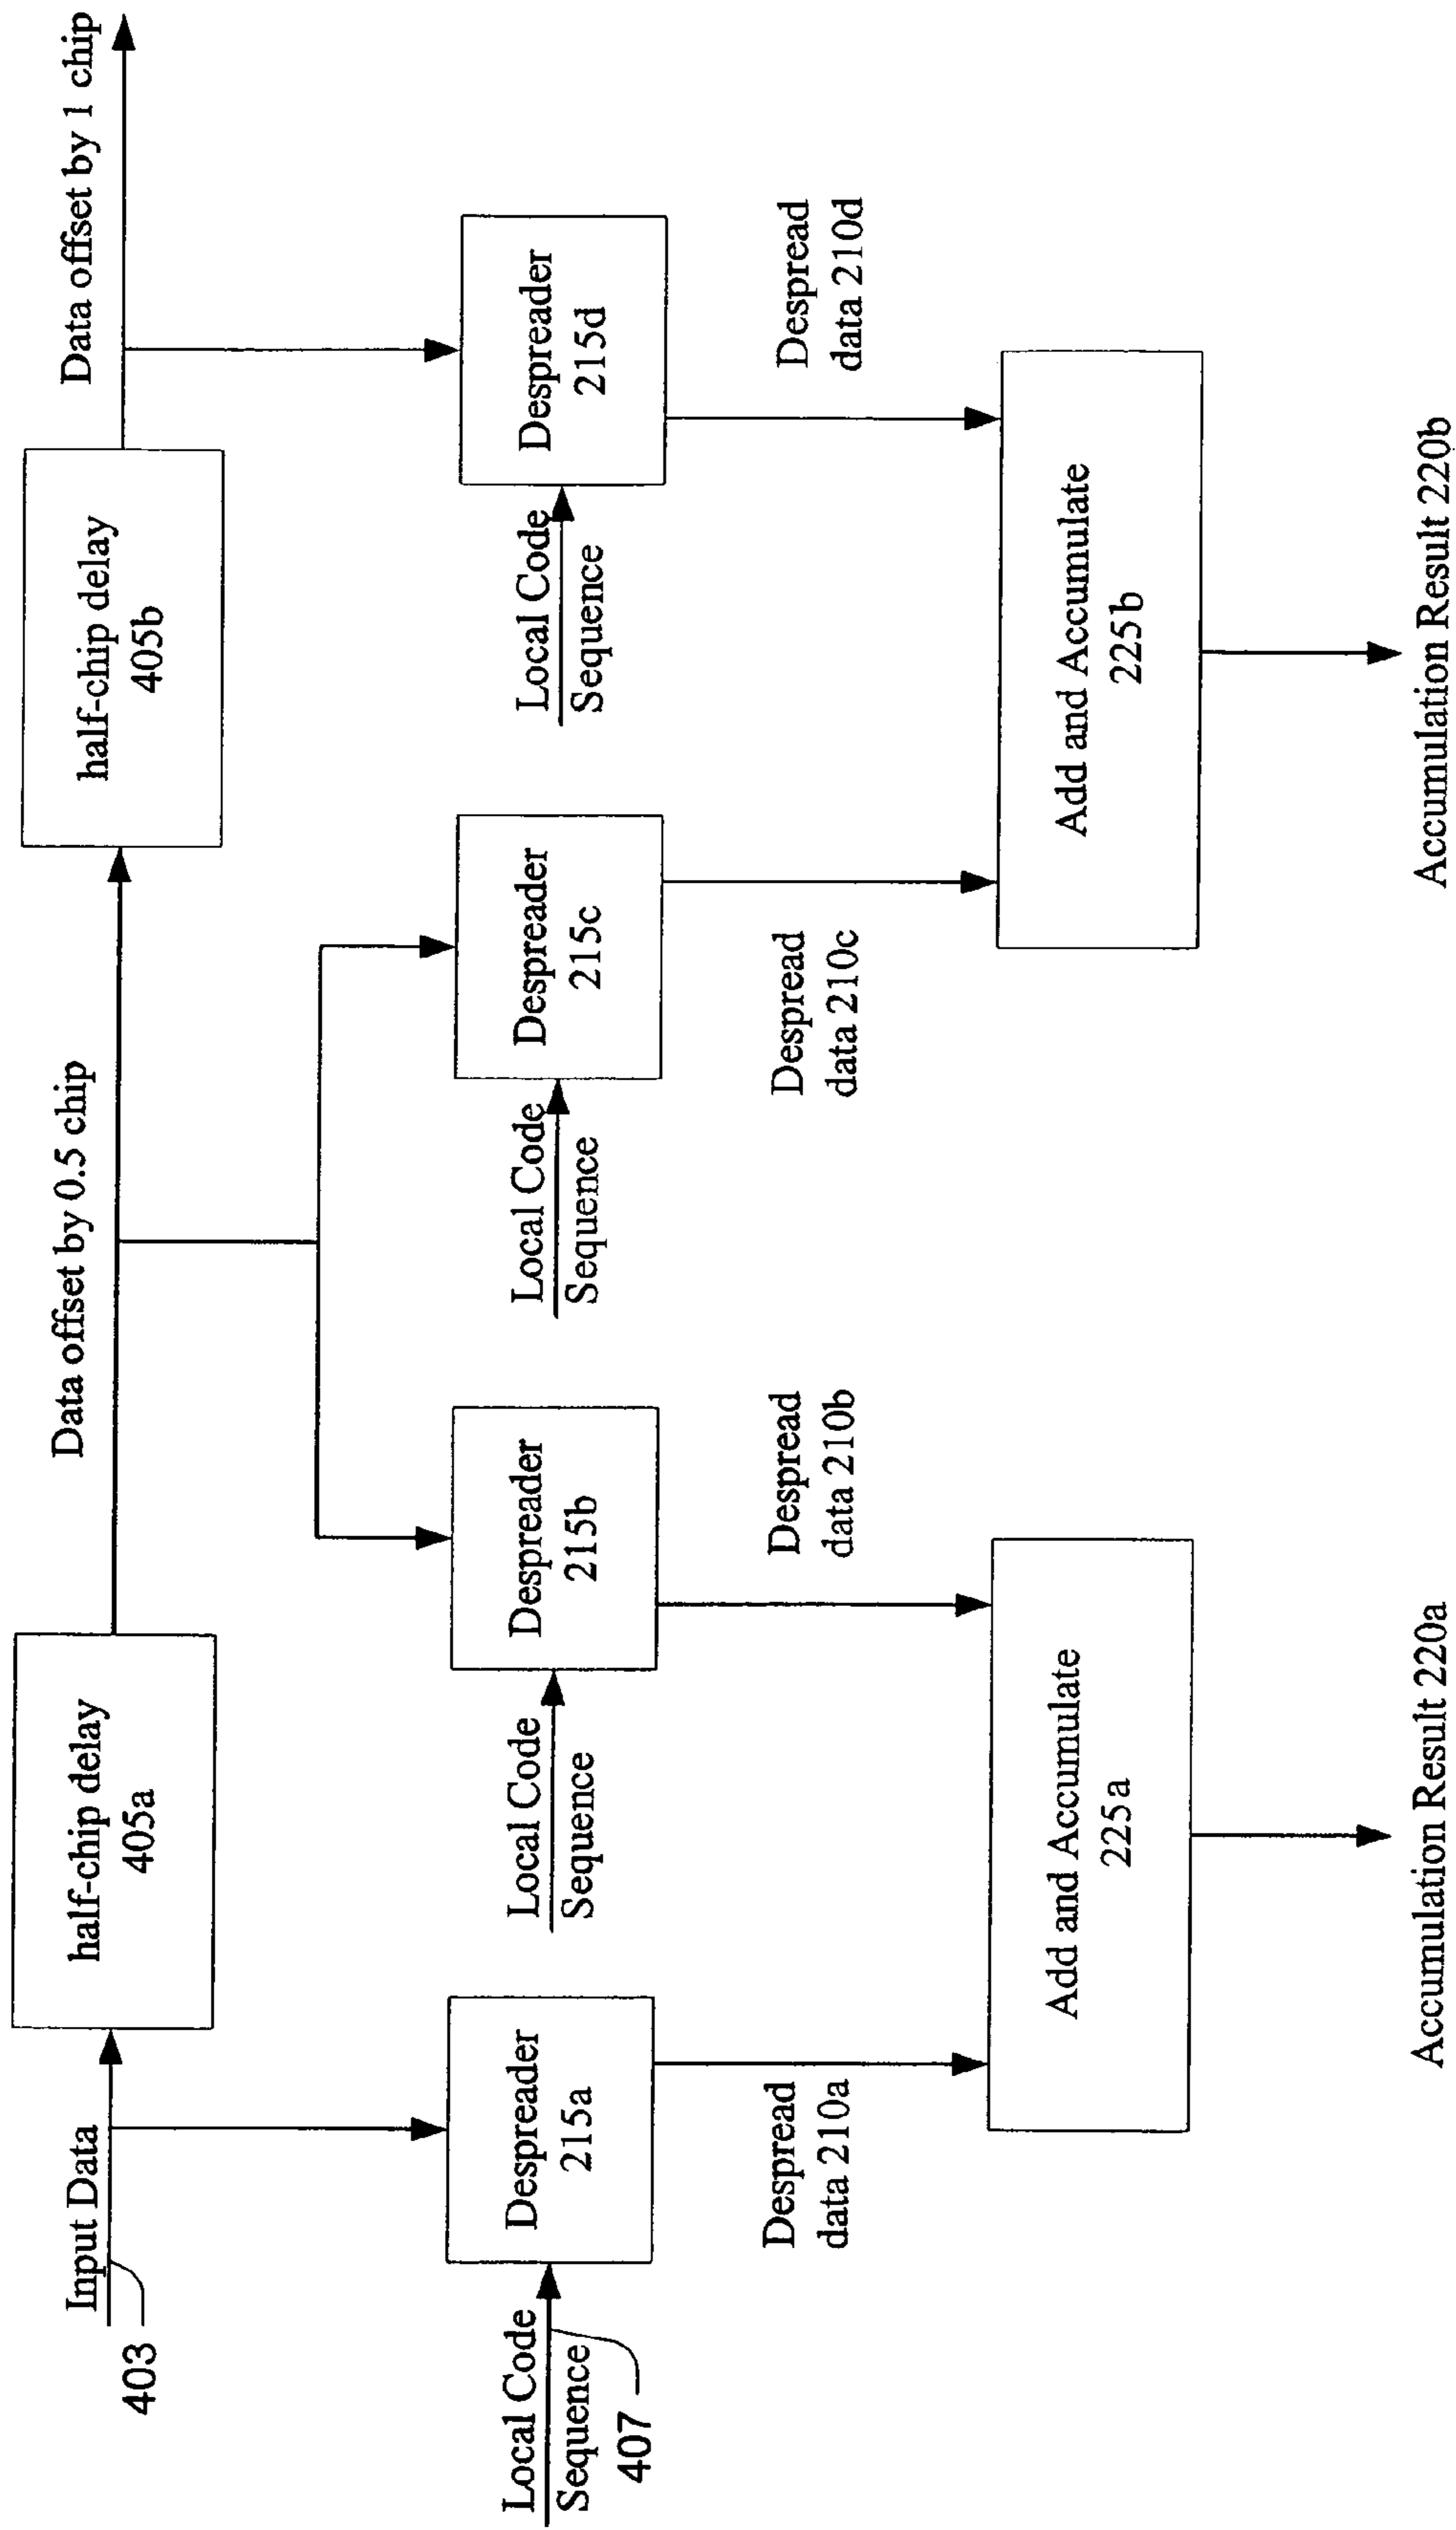 Input Data
403
half-chip delay
405a
Data offset by 0.5 chip
half-chip delay
405b
Data offset by 1 chip
Local Code
Sequence
407
Despreader
215a
Local Code
Sequence
Despreader
215b
Local Code
Sequence
Despreader
215c
Local Code
Sequence
Despreader
215d
Despread
data 210a
Despread
data 210b
Despread
data 210c
Despread
data 210d
Add and Accumulate
225a
Add and Accumulate
225b
Accumulation Result 220a
Accumulation Result 220b